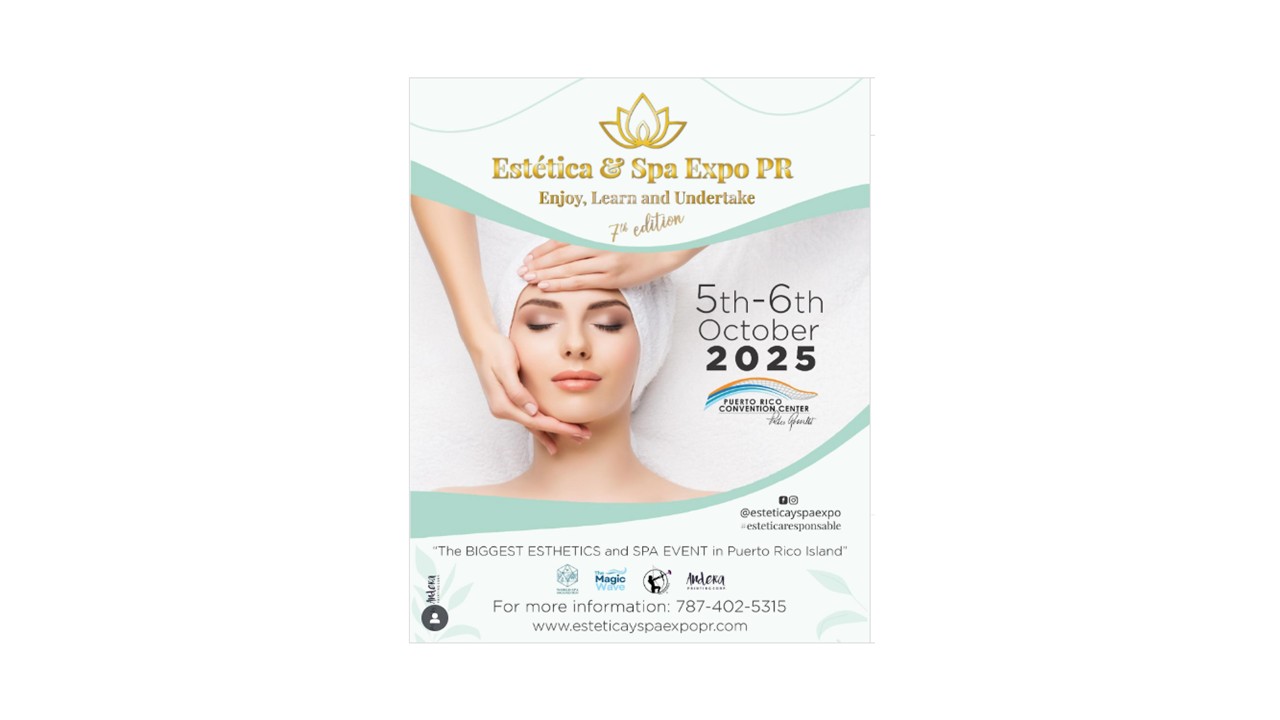 Estética & Spa Expo PR
Enjoy, Learn and Undertake
7th edition
5th-6th
October
2025
PUERTO RICO
CONVENTION CENTER
@esteticayspaexpo
#esteticaresponsable
"The BIGGEST ESTHETICS and SPA EVENT in Puerto Rico Island"
The
Magic
Wave
For more information: 787-402-5315
www.esteticayspaexpopr.com